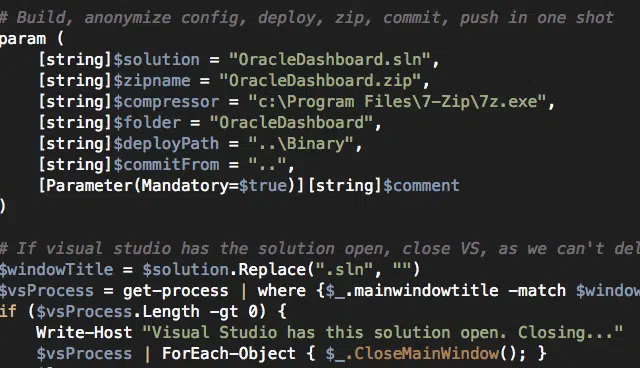 # Build, anonymize config, deploy, zip, commit, push in one shot
param (
    [string]$solution = "OracleDashboard.sln",
    [string]$zipname = "OracleDashboard.zip",
    [string]$compressor = "c:\Program Files\7-Zip\7z.exe",
    [string]$folder = "OracleDashboard",
    [string]$deployPath = "..\Binary",
    [string]$commitFrom = "..",
    [Parameter(Mandatory=$true)][string]$comment
)

# If visual studio has the solution open, close VS, as we can't del
$windowTitle = $solution.Replace(".sln", "")
$vsProcess = get-process | where {$_.mainwindowtitle -match $window
if ($vsProcess.Length -gt 0) {
    Write-Host "Visual Studio has this solution open. Closing..."
    $vsProcess | ForEach-Object { $_.CloseMainWindow(); }